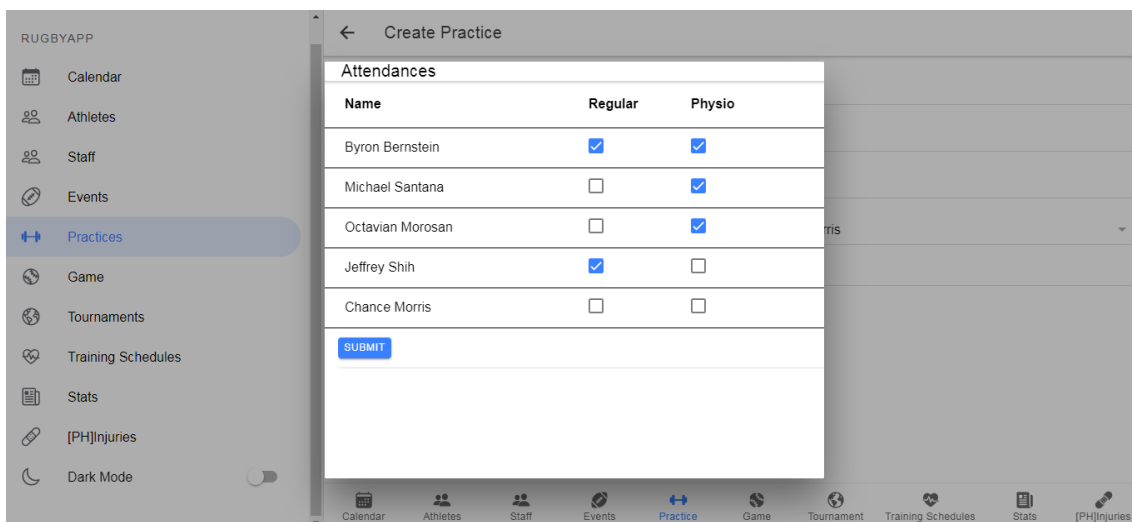 RUGBYAPP
Calendar
Athletes
Staff
Events
Practices
Game
Tournaments
Training Schedules
Stats
[PH]Injuries
Dark Mode
Create Practice
Attendances
Name Regular Physio
Byron Bernstein
Michael Santana
Octavian Morosan
Jeffrey Shih
Chance Morris
SUBMIT
rris
Calendar Athletes Staff Events Practice Game Tournament Training Schedules Stats [PH]Injuries